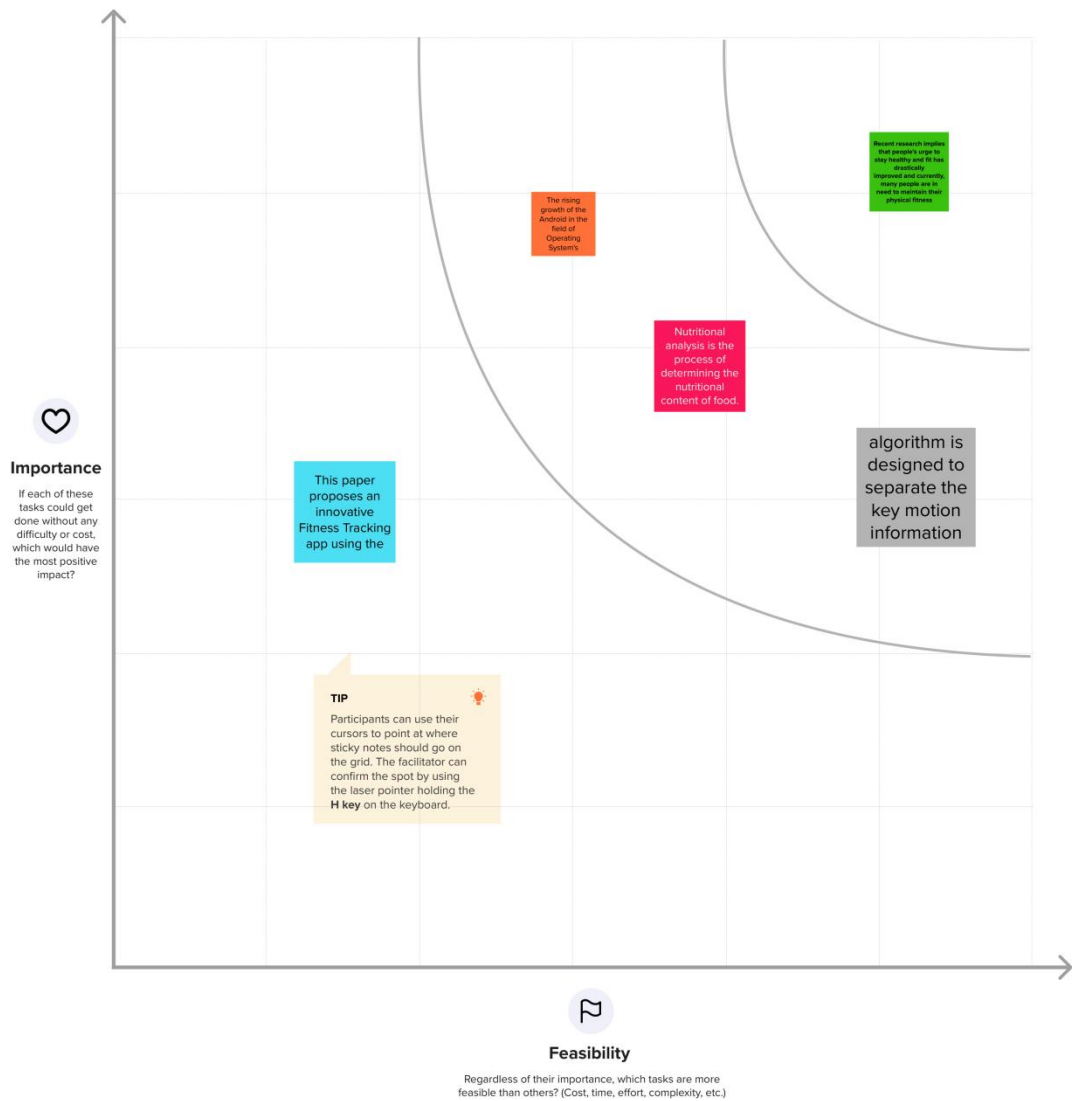 Recent research implies
that people's urge to
stay healthy and fit has
drastically
improved and currently,
many people are in
need to maintain their
physical fitness
The rising
growth of the
Android in the
field of
Operating
System's
Nutritional
analysis is the
process of
determining the
nutritional
content of food.
Importance
If each of these
tasks could get
done without any
difficulty or cost,
which would have
the most positive
impact?
This paper
proposes an
innovative
Fitness Tracking
app using the
algorithm is
designed to
separate the
key motion
information
TIP
Participants can use their
cursors to point at where
sticky notes should go on
the grid. The facilitator can
confirm the spot by using
the laser pointer holding the
H key on the keyboard.
Feasibility
Regardless of their importance, which tasks are more
feasible than others? (Cost, time, effort, complexity, etc.)